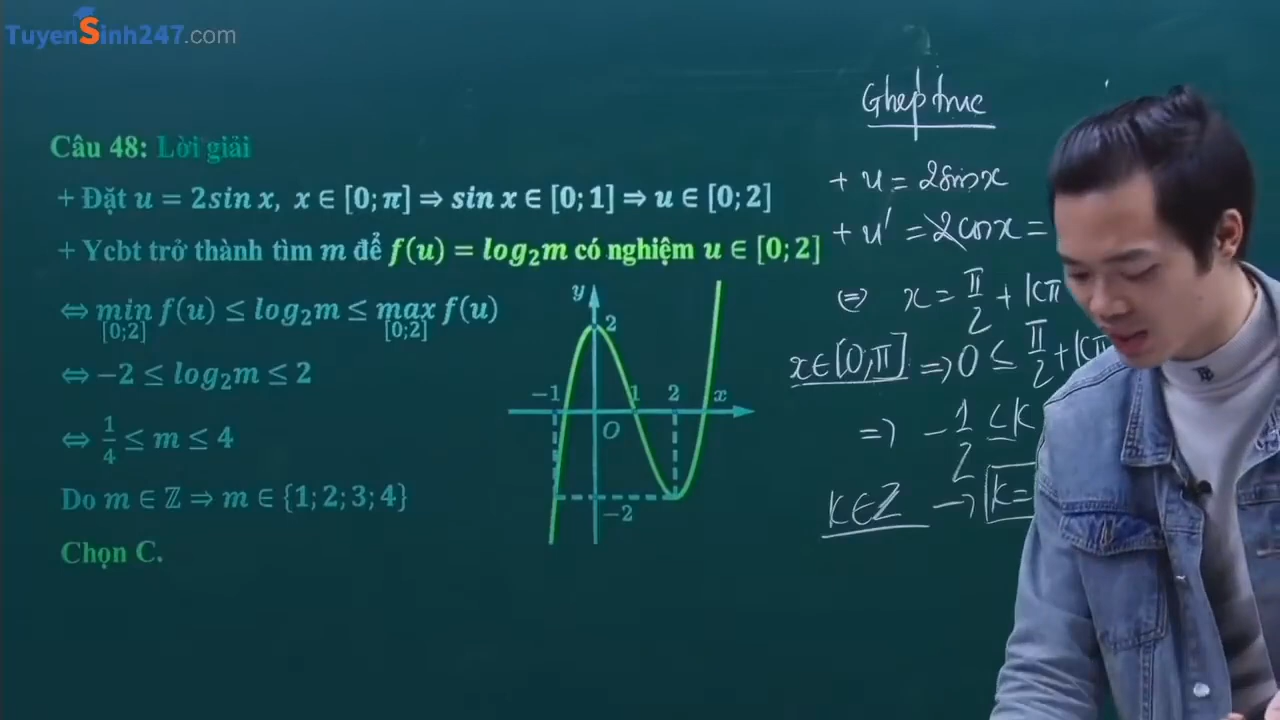 TuyenSinh247.com
Câu 48: Lời giải
+ Đặt u = 2sin x, x ∈ [0; π] ⇒ sin x ∈ [0; 1] ⇒ u ∈ [0; 2]
+ Ycbt trở thành tìm m để f(u) = log₂m có nghiệm u ∈ [0; 2]
⇔ min f(u) ≤ log₂m ≤ max f(u)
[0;2] [0;2]
⇔ −2 ≤ log₂m ≤ 2
⇔ 1/4 ≤ m ≤ 4
Do m ∈ ℤ ⇒ m ∈ {1; 2; 3; 4}
Chọn C.
y
2
−1 1 2 x
O
−2
Ghép trục
+ u = 2sinx
+ u' = 2cosx =
⇔ x = π/2 + kπ
x∈[0;π] ⇒ 0 ≤ π/2 + kπ
⇒ −1/2 ≤ k
k∈Z → k=